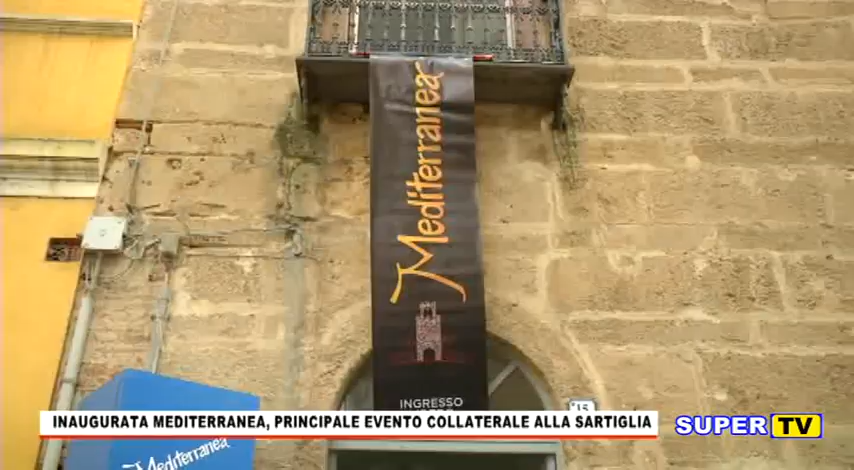 Mediterranea
INGRESSO
15
INAUGURATA MEDITERRANEA, PRINCIPALE EVENTO COLLATERALE ALLA SARTIGLIA
SUPER TV
Mediterranea